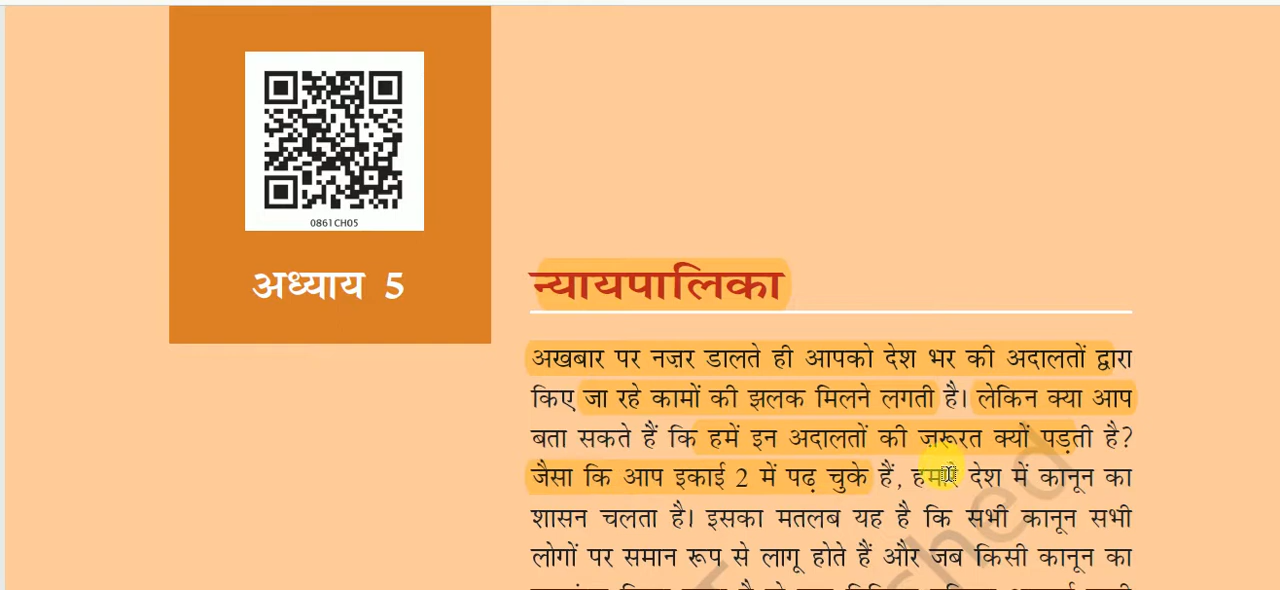 0861CH05
अध्याय 5
न्यायपालिका
अखबार पर नज़र डालते ही आपको देश भर की अदालतों द्वारा
किए जा रहे कामों की झलक मिलने लगती है। लेकिन क्या आप
बता सकते हैं कि हमें इन अदालतों की ज़रूरत क्यों पड़ती है?
जैसा कि आप इकाई 2 में पढ़ चुके हैं, हमारे देश में कानून का
शासन चलता है। इसका मतलब यह है कि सभी कानून सभी
लोगों पर समान रूप से लागू होते हैं और जब किसी कानून का